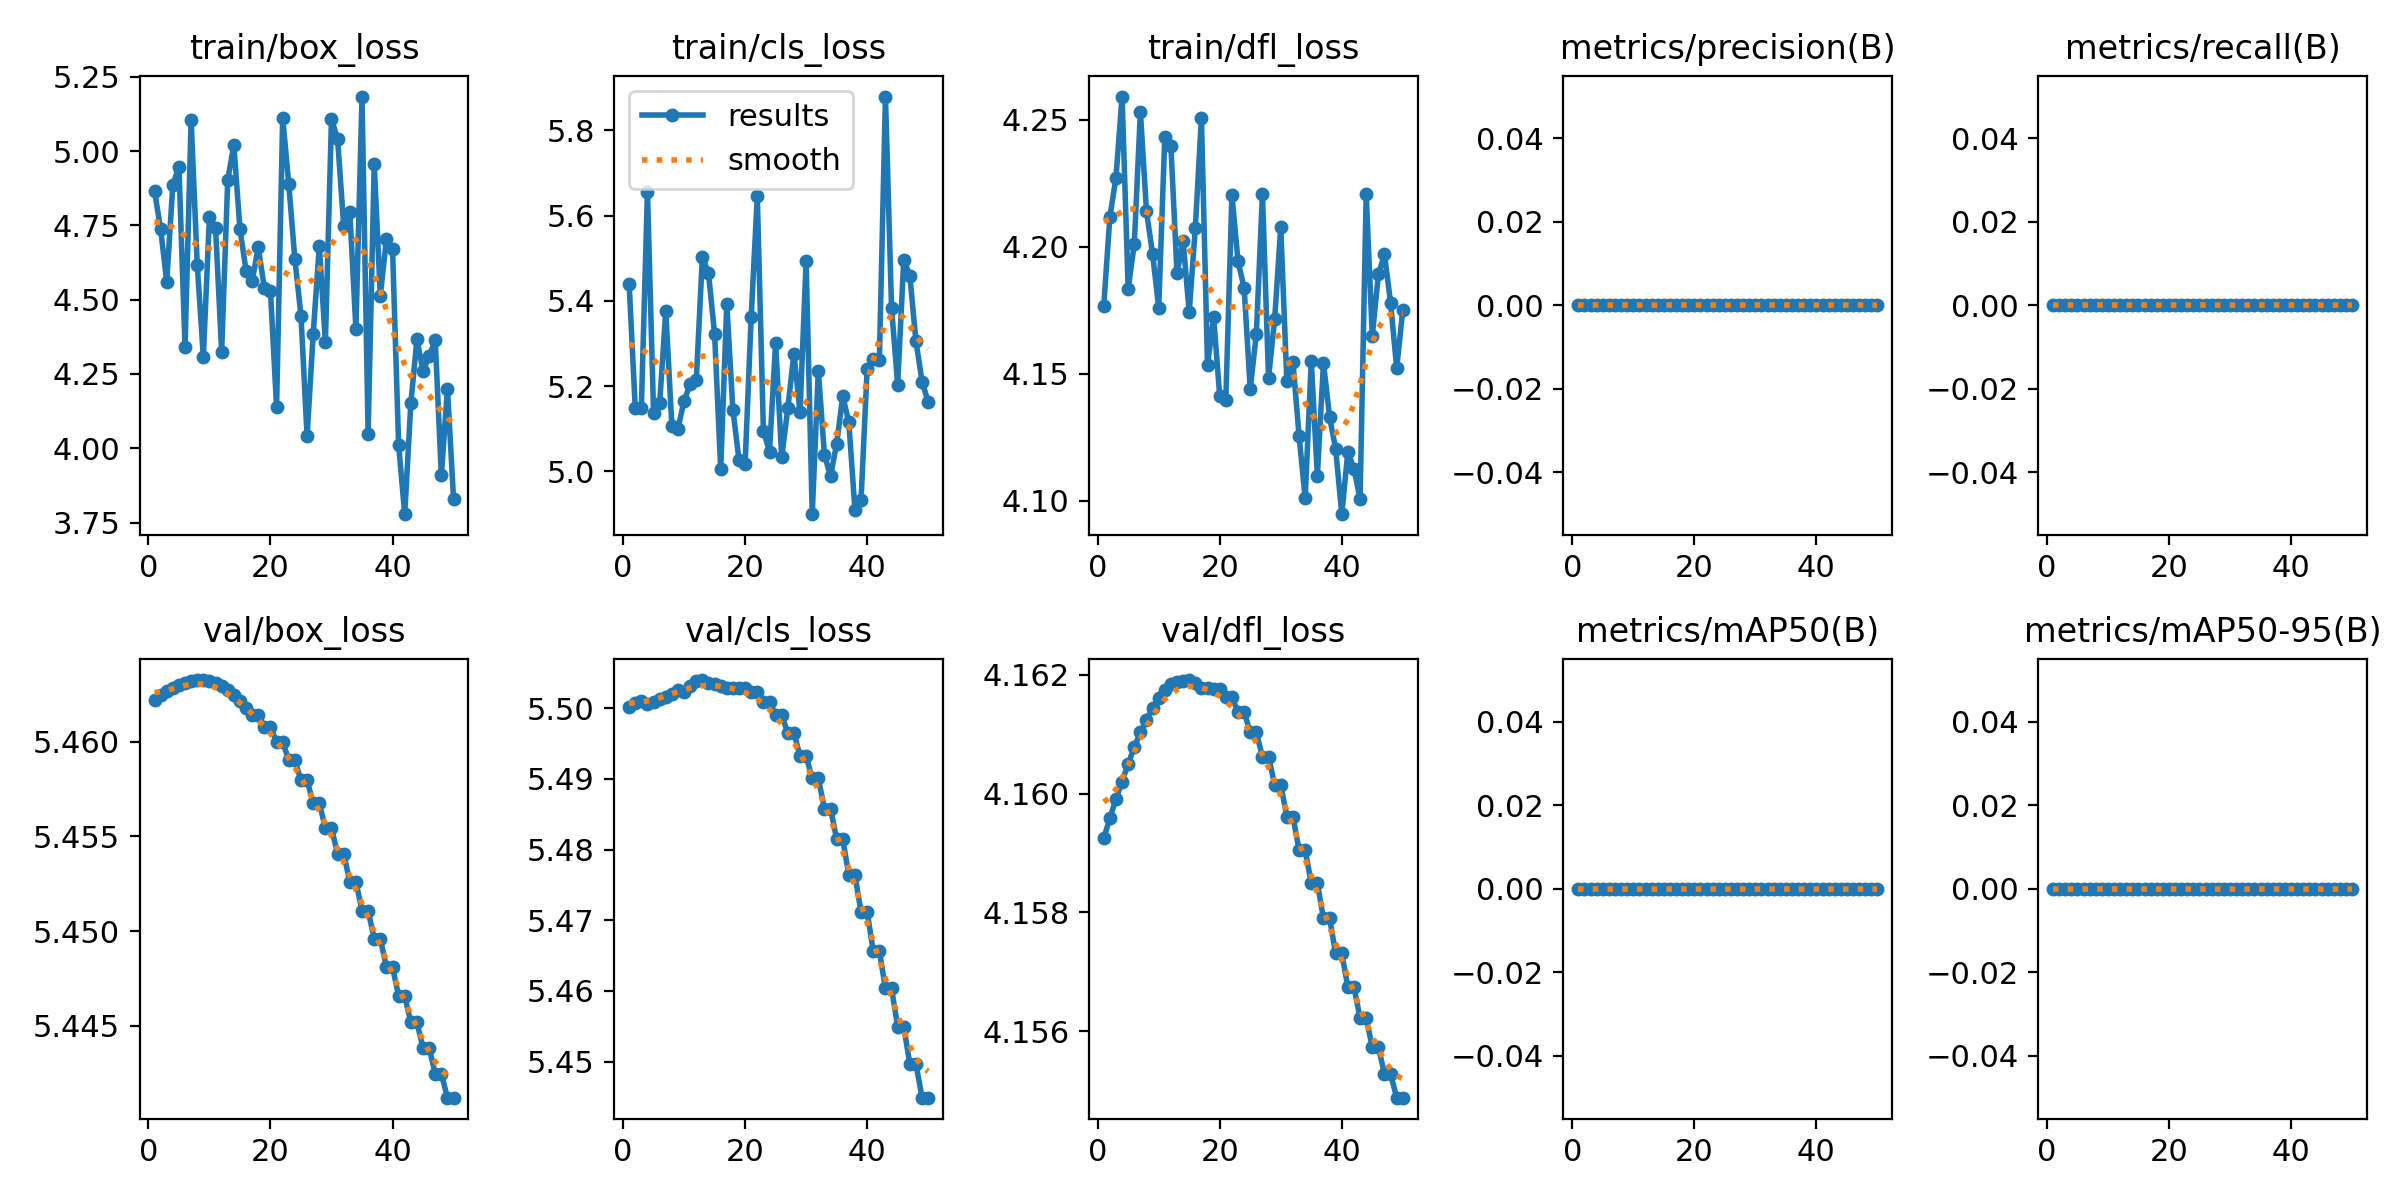 train/box_loss
5.25
5.00
4.75
4.50
4.25
4.00
3.75
0 20 40
train/cls_loss
results
smooth
5.8
5.6
5.4
5.2
5.0
0 20 40
train/dfl_loss
4.25
4.20
4.15
4.10
0 20 40
metrics/precision(B)
0.04
0.02
0.00
−0.02
−0.04
0 20 40
metrics/recall(B)
0.04
0.02
0.00
−0.02
−0.04
0 20 40
val/box_loss
5.460
5.455
5.450
5.445
0 20 40
val/cls_loss
5.50
5.49
5.48
5.47
5.46
5.45
0 20 40
val/dfl_loss
4.162
4.160
4.158
4.156
0 20 40
metrics/mAP50(B)
0.04
0.02
0.00
−0.02
−0.04
0 20 40
metrics/mAP50-95(B)
0.04
0.02
0.00
−0.02
−0.04
0 20 40